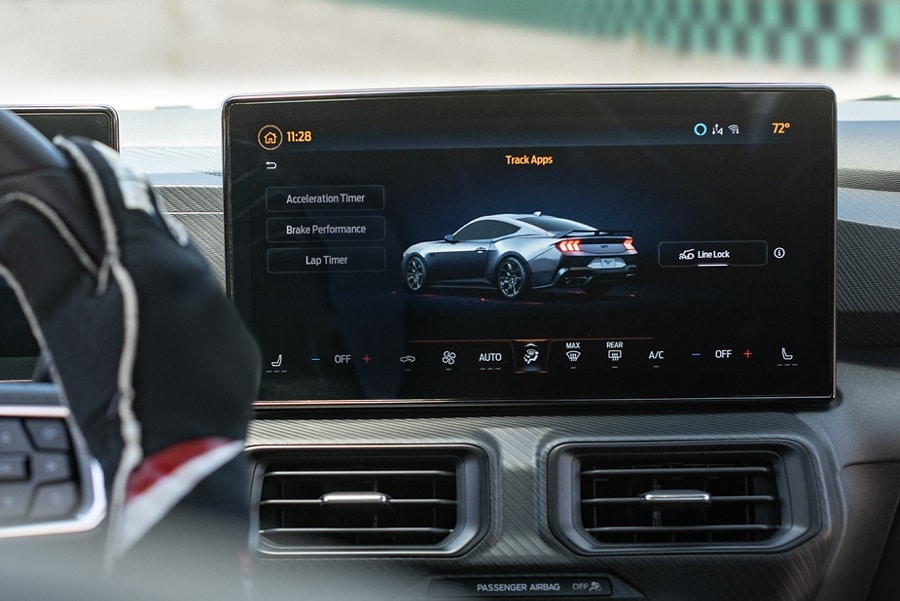 11:28
72°
Track Apps
Acceleration Timer
Brake Performance
Lap Timer
Line Lock
OFF
AUTO
MAX
REAR
A/C
OFF
PASSENGER AIRBAG OFF